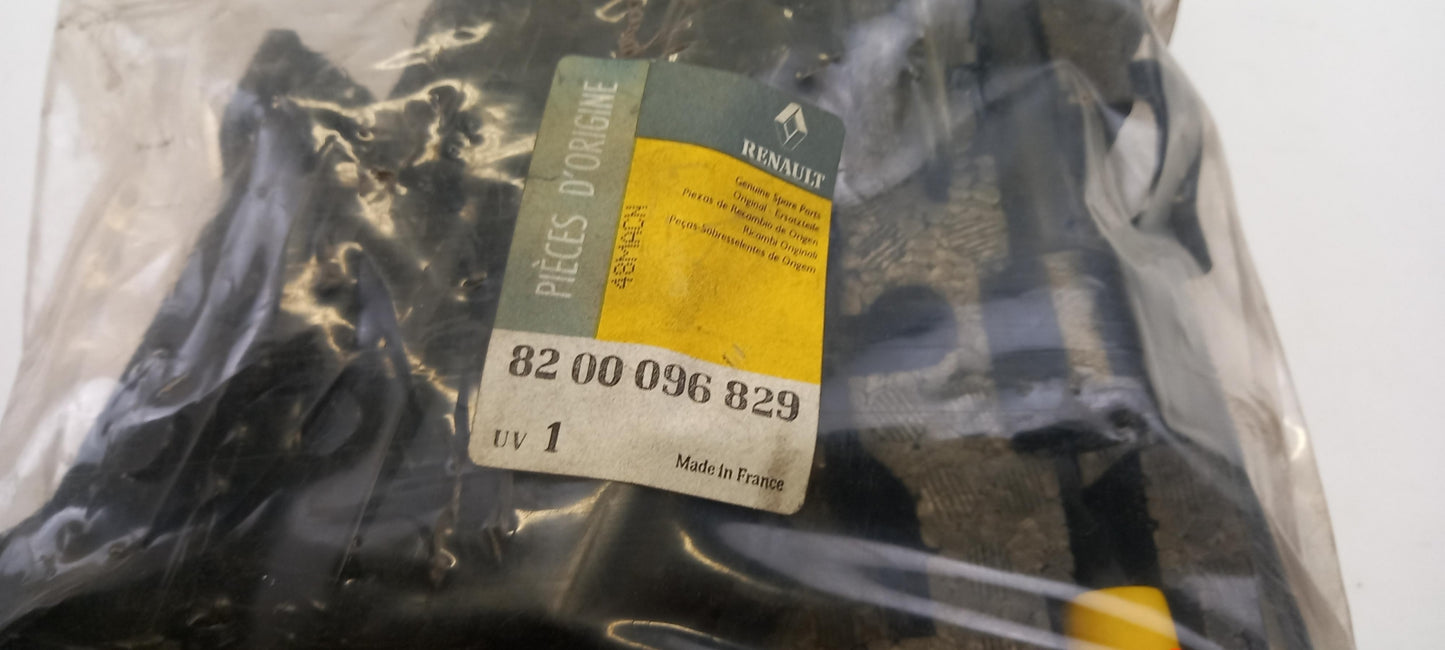 PIÈCES D'ORIGINE
RENAULT
Genuine Spare Parts
Original Ersatzteile
Piezas de Recambio de Origen
Ricambi Originali
Peças Sobresselentes de Origem
82 00 096 829
UV 1
Made in France